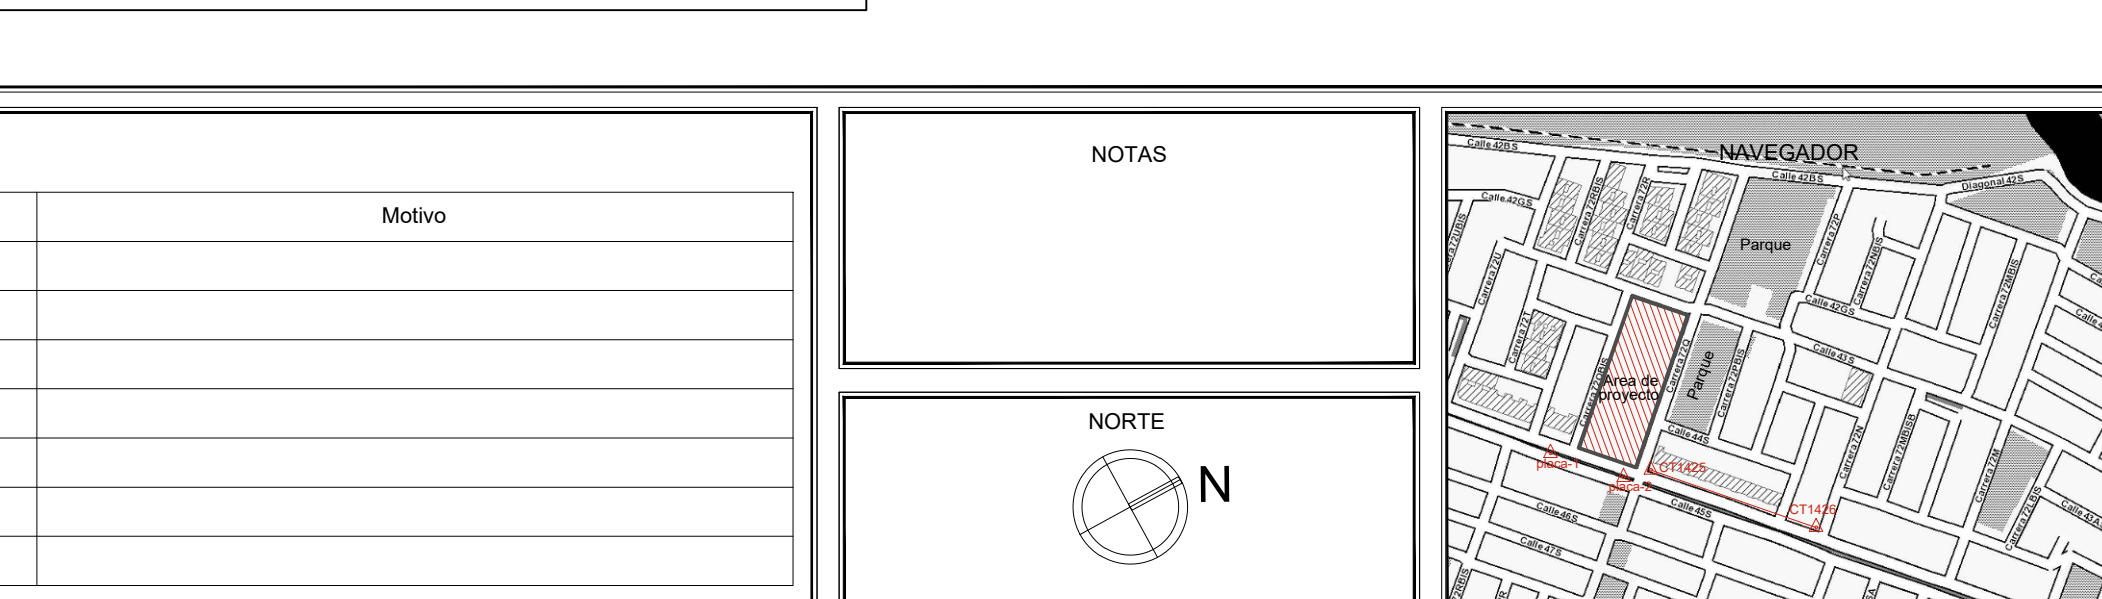 Motivo
NOTAS
NORTE
N
NAVEGADOR
Calle 42BS
Calle 42BS
Diagonal 42S
Calle 42GS
Carrera 72RBIS
Carrera 72R
Carrera 72P
Carrera 72NBIS
Carrera 72MBIS
Parque
Carrera 72U
Carrera 72T
Calle 42GS
Calle 43S
Carrera 72Q
Carrera 72QBIS
Carrera 72PBIS
Parque
Area de
proyecto
Calle 44S
Carrera 72N
Carrera 72MBISB
Carrera 72M
Carrera 72LBIS
placa-1
placa-2
CT1425
CT1426
Calle 45S
Calle 46S
Calle 47S